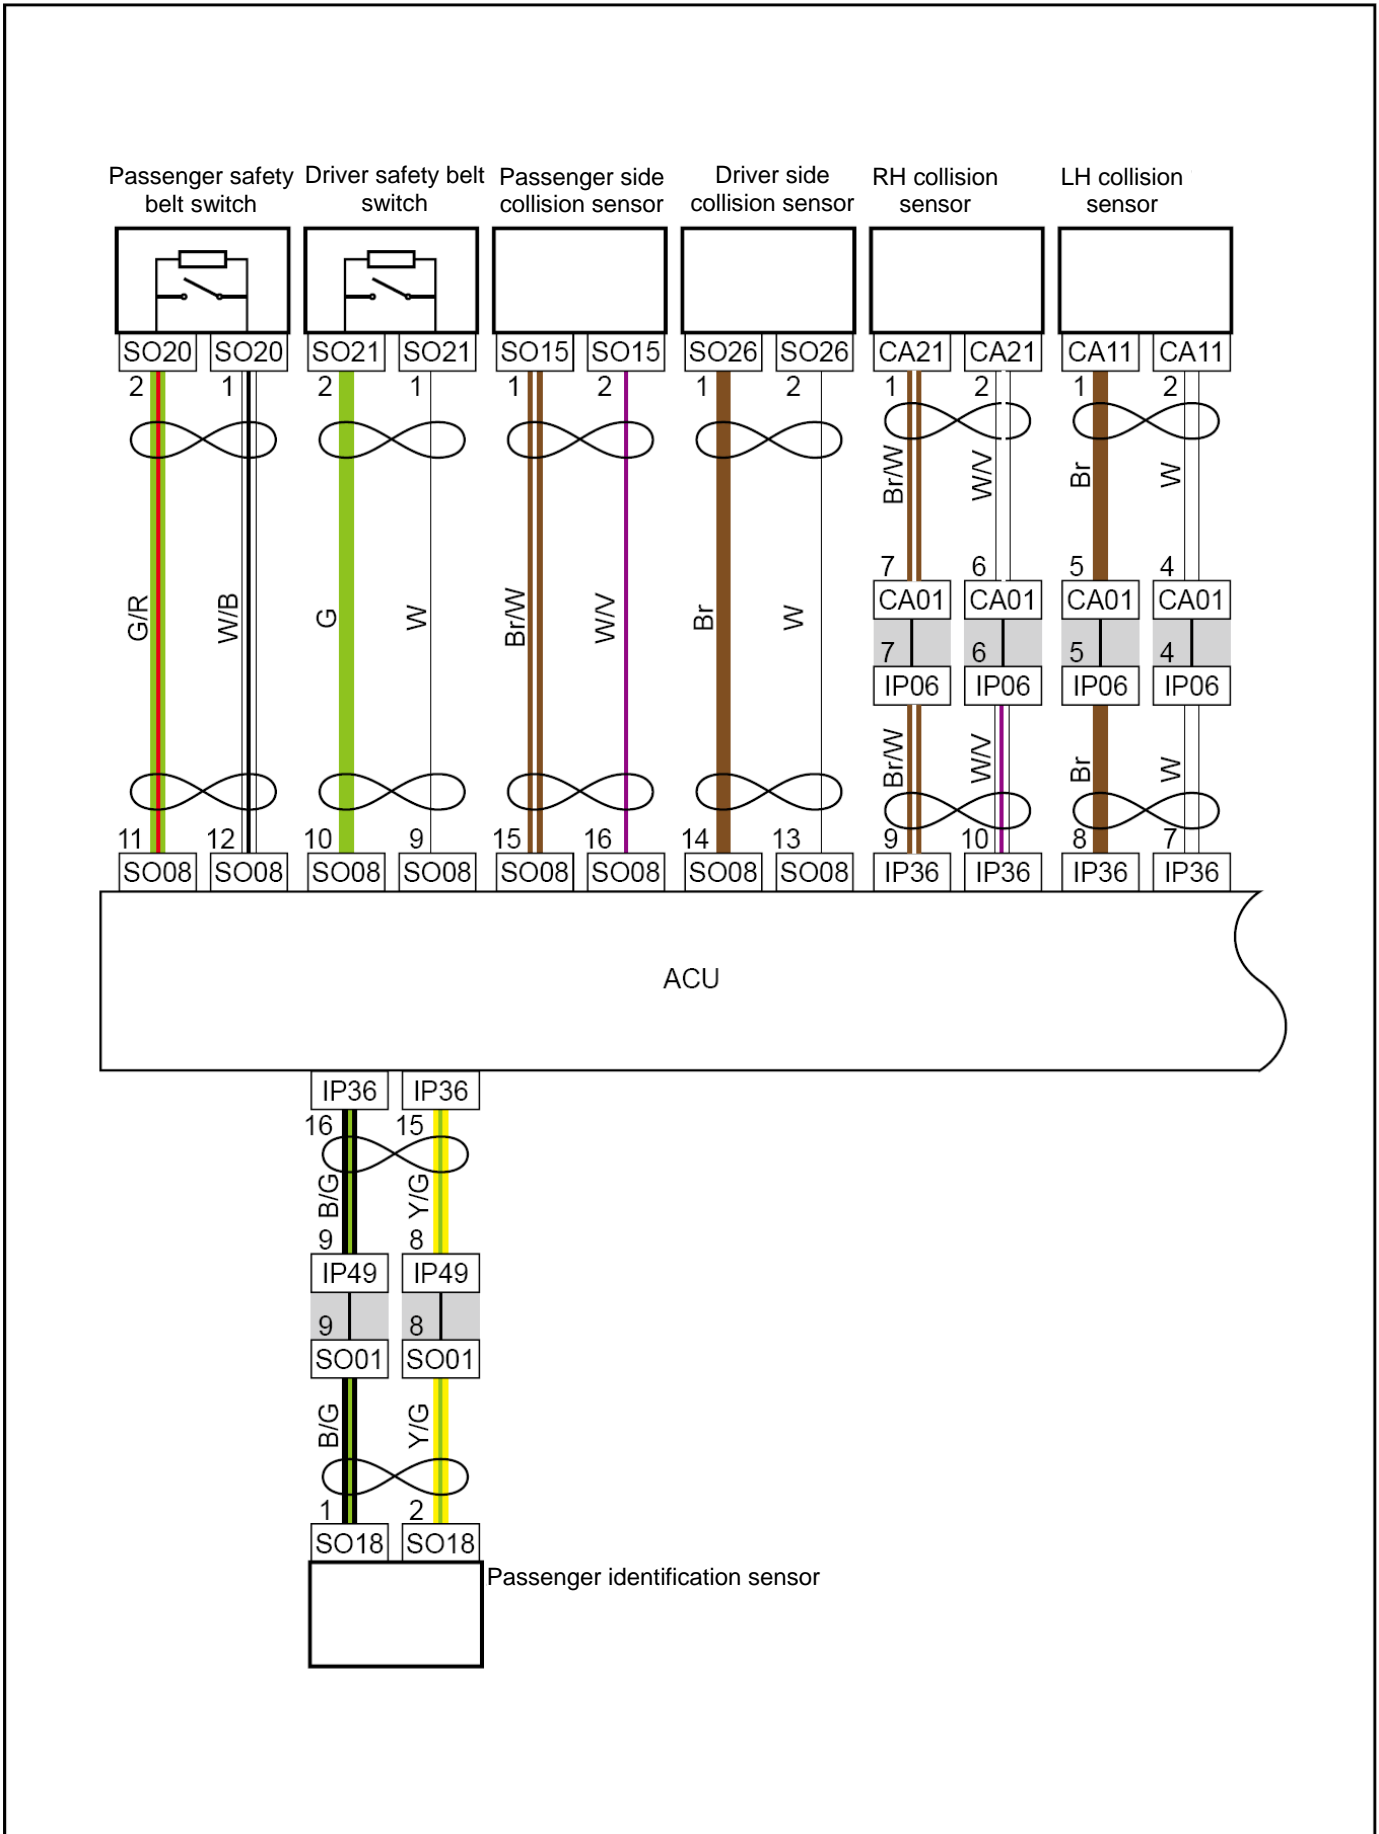 Passenger safety
belt switch
Driver safety belt
switch
Passenger side
collision sensor
Driver side
collision sensor
RH collision
sensor
LH collision
sensor
SO20 SO20 SO21 SO21 SO15 SO15 SO26 SO26 CA21 CA21 CA11 CA11
2 1 2 1 1 2 1 2 1 2 1 2
Br/W W/V Br W
7 6 5 4
CA01 CA01 CA01 CA01
G/R W/B G W Br/W W/V Br W
7 6 5 4
IP06 IP06 IP06 IP06
Br/W W/V Br W
11 12 10 9 15 16 14 13 9 10 8 7
SO08 SO08 SO08 SO08 SO08 SO08 SO08 SO08 IP36 IP36 IP36 IP36
ACU
IP36 IP36
16 15
B/G Y/G
9 8
IP49 IP49
9 8
SO01 SO01
B/G Y/G
1 2
SO18 SO18
Passenger identification sensor